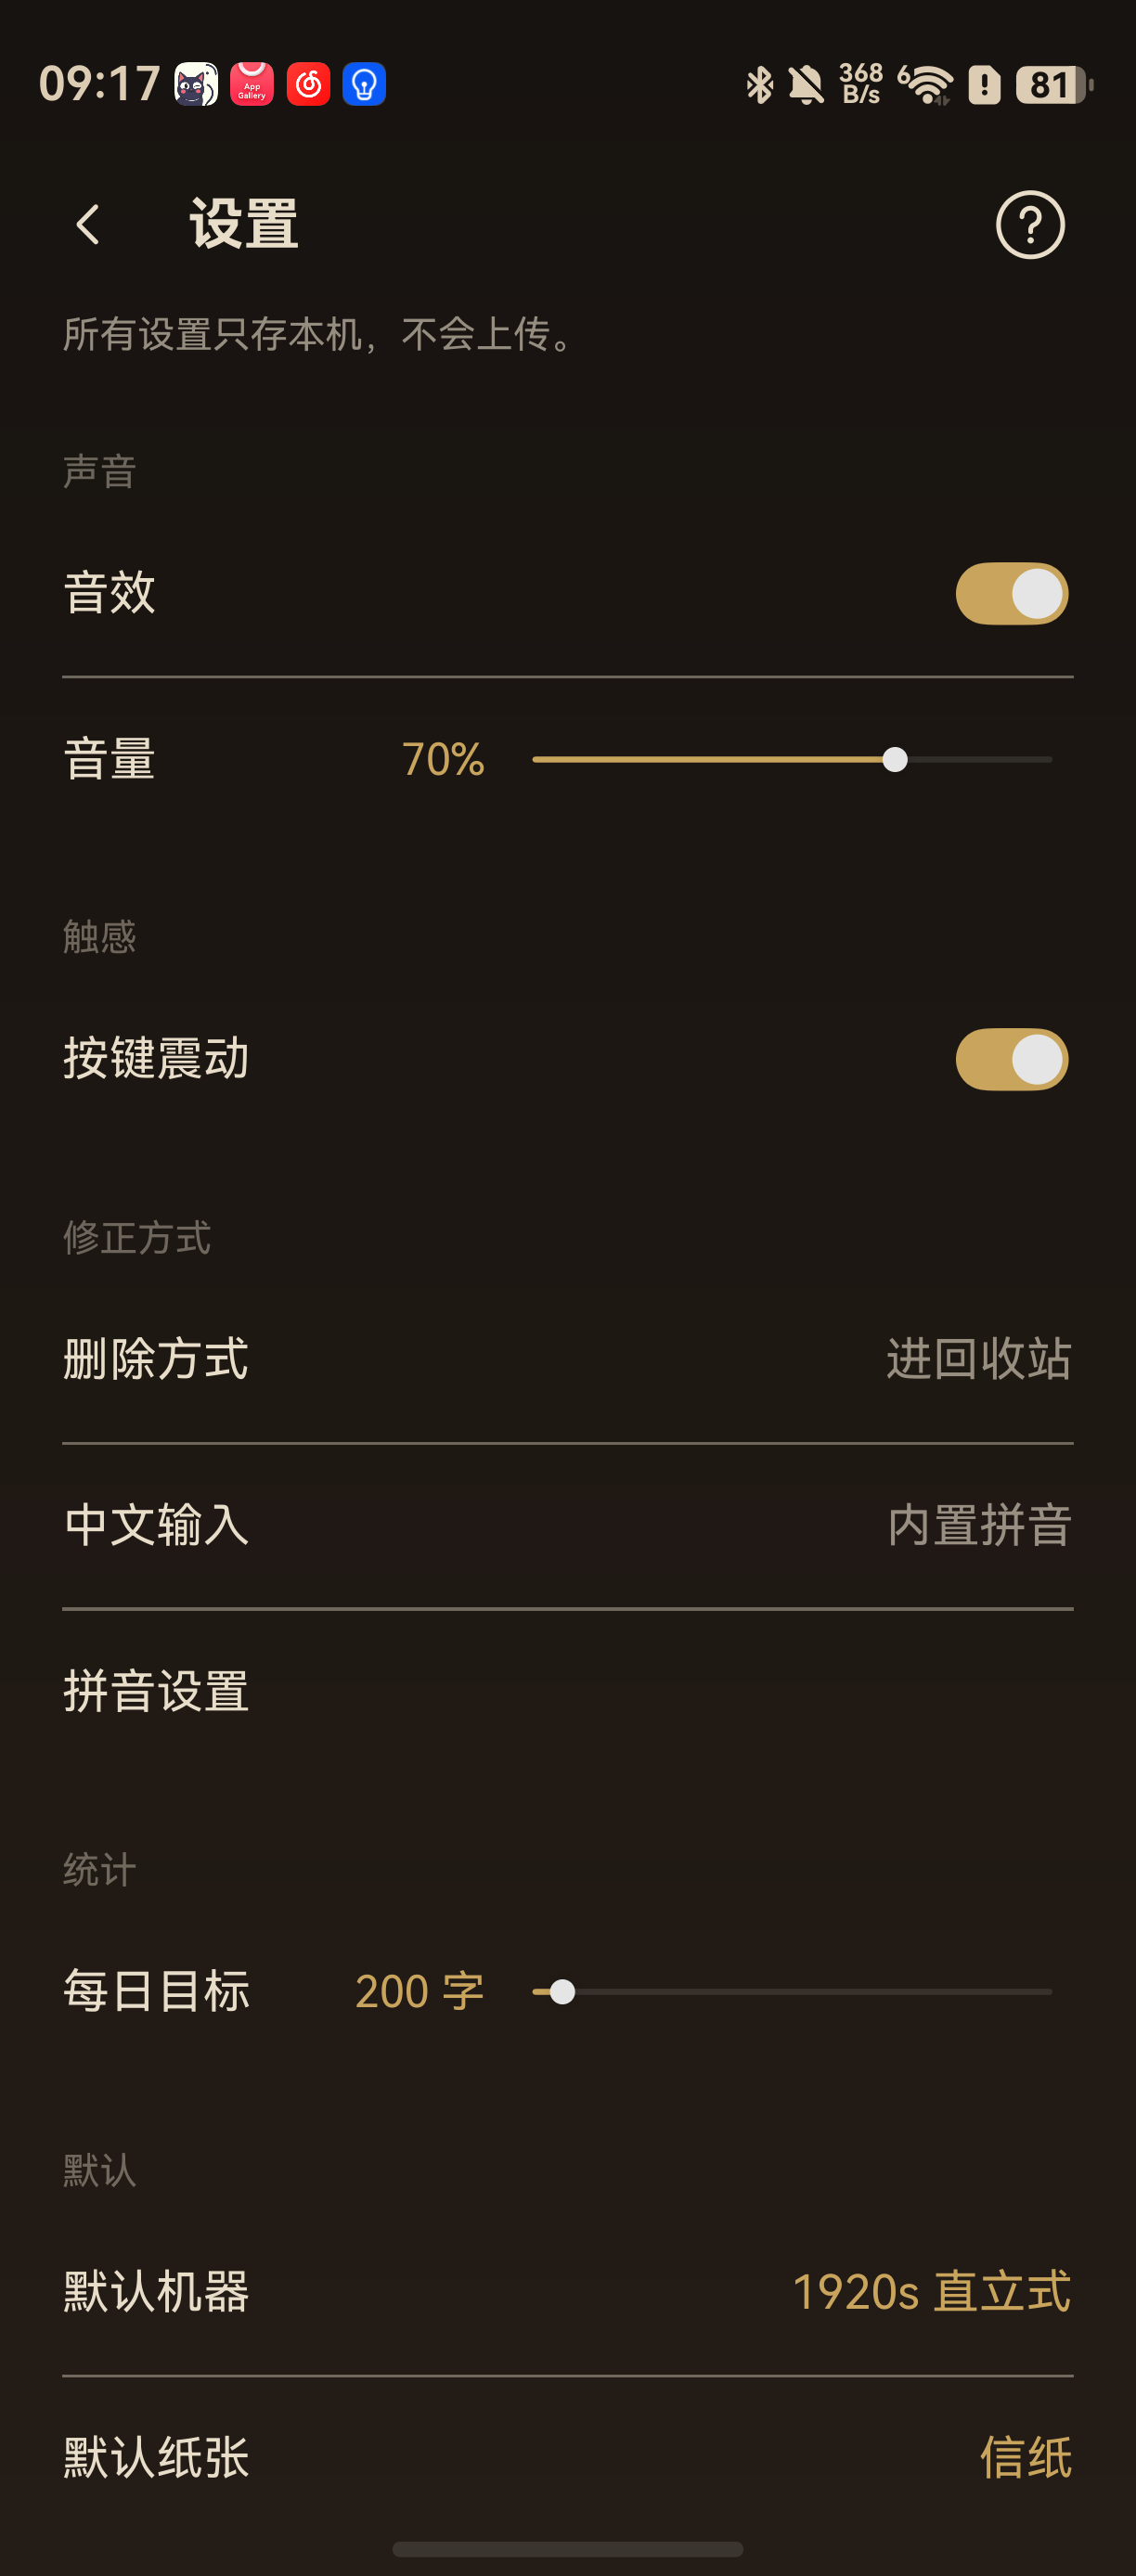 09:17
App
Gallery
368
B/s
6
81
设置
?
所有设置只存本机，不会上传。
声音
音效
音量 70%
触感
按键震动
修正方式
删除方式 进回收站
中文输入 内置拼音
拼音设置
统计
每日目标 200 字
默认
默认机器 1920s 直立式
默认纸张 信纸